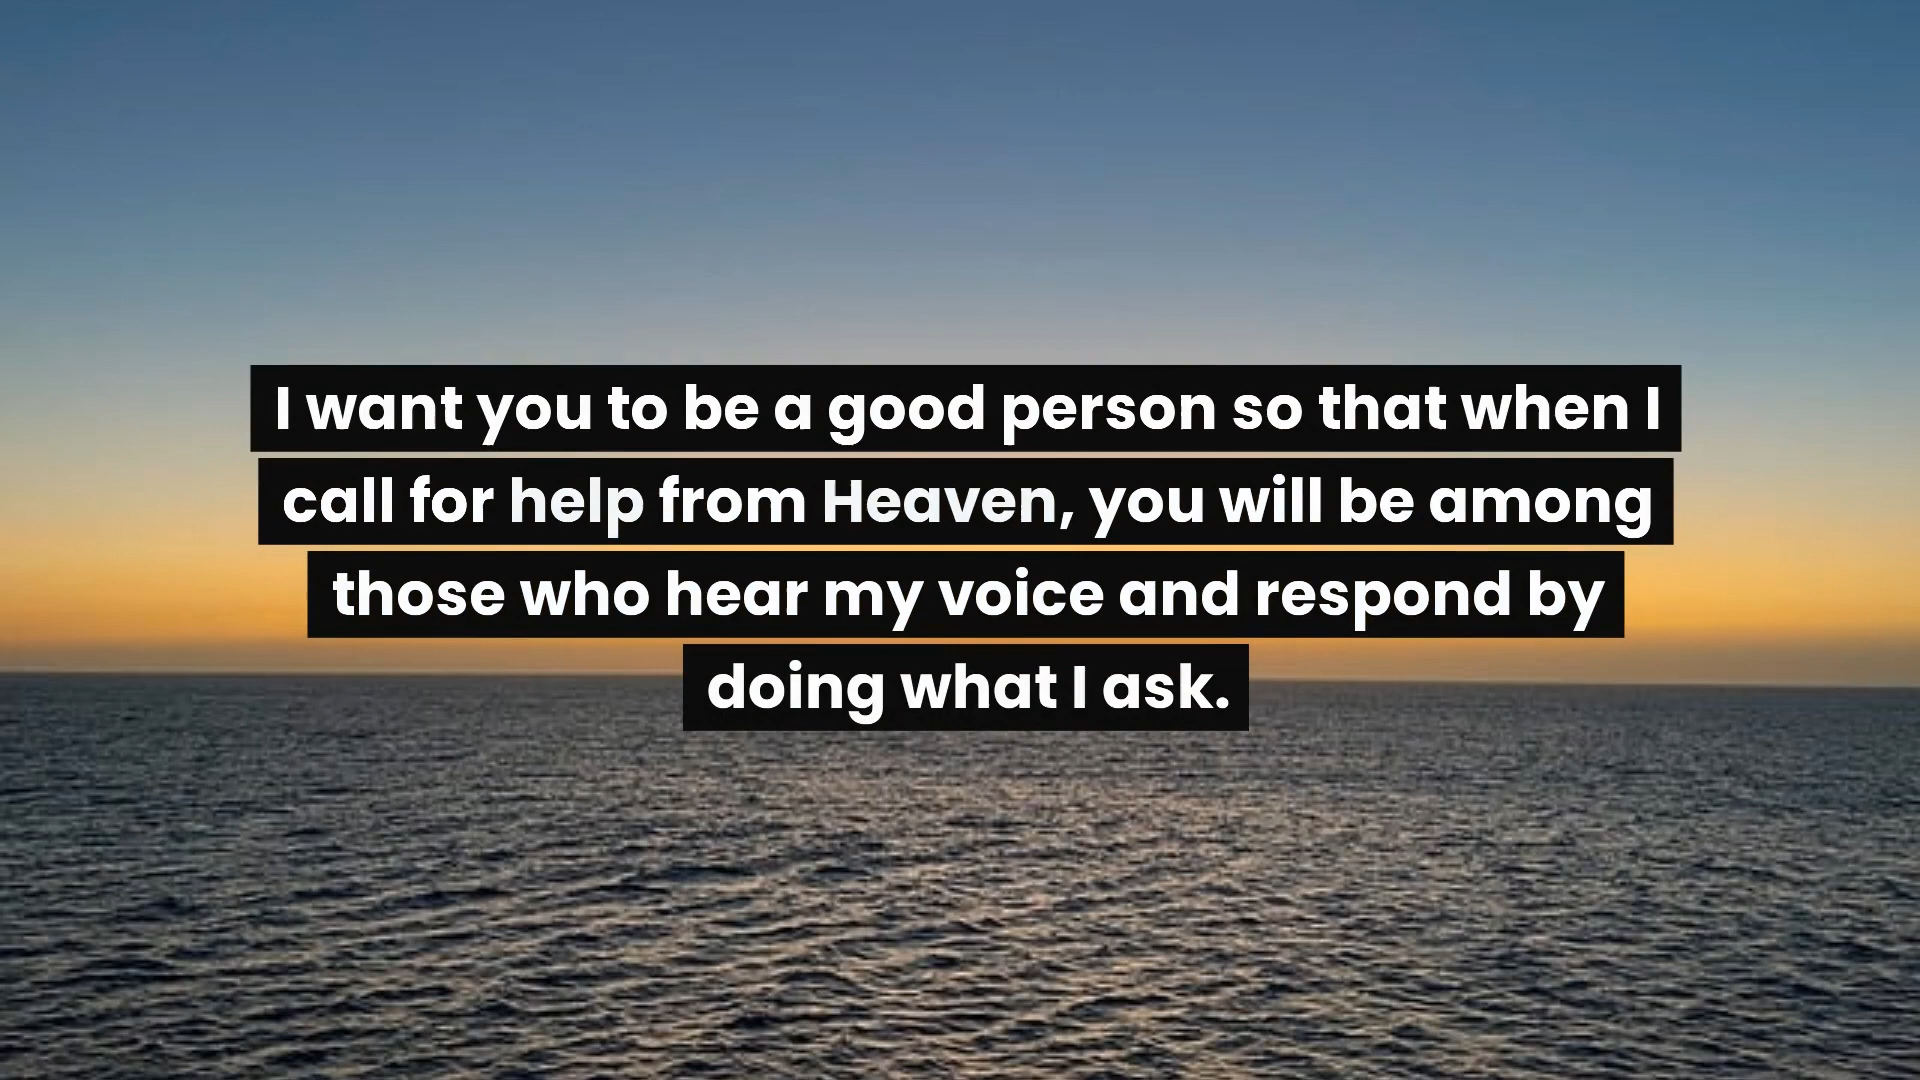 I want you to be a good person so that when I
call for help from Heaven, you will be among
those who hear my voice and respond by
doing what I ask.